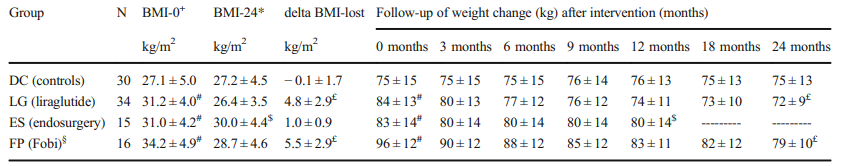 Group N BMI-0+ BMI-24* delta BMI-lost Follow-up of weight change (kg) after intervention (months)
kg/m2 kg/m2 kg/m2 0 months 3 months 6 months 9 months 12 months 18 months 24 months
DC (controls) 30 27.1 ± 5.0 27.2 ± 4.5 − 0.1 ± 1.7 75 ± 15 75 ± 15 75 ± 15 76 ± 14 76 ± 13 75 ± 13 75 ± 13
LG (liraglutide) 34 31.2 ± 4.0# 26.4 ± 3.5 4.8 ± 2.9£ 84 ± 13# 80 ± 13 77 ± 12 76 ± 12 74 ± 11 73 ± 10 72 ± 9£
ES (endosurgery) 15 31.0 ± 4.2# 30.0 ± 4.4$ 1.0 ± 0.9 83 ± 14# 80 ± 14 80 ± 14 80 ± 14 80 ± 14$ --------- ---------
FP (Fobi)§ 16 34.2 ± 4.9# 28.7 ± 4.6 5.5 ± 2.9£ 96 ± 12# 90 ± 12 88 ± 12 85 ± 12 83 ± 11 82 ± 12 79 ± 10£